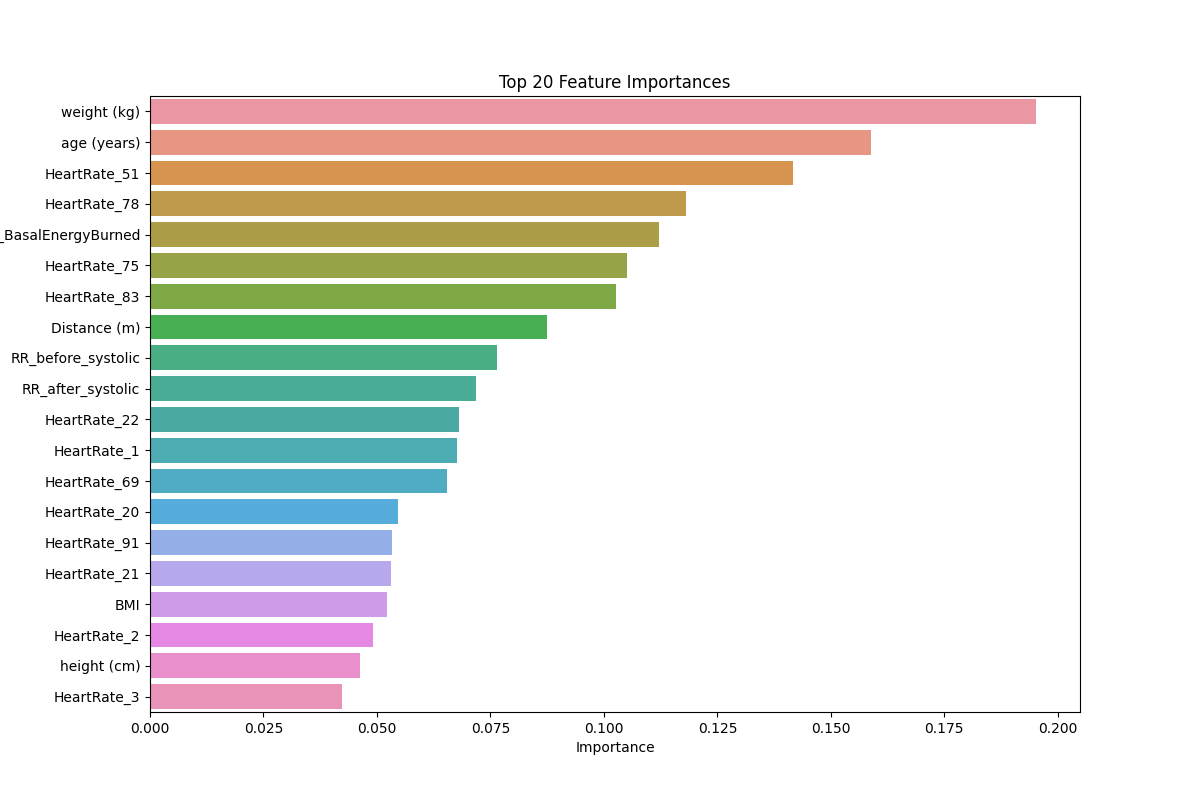 Top 20 Feature Importances
weight (kg)
age (years)
HeartRate_51
HeartRate_78
_BasalEnergyBurned
HeartRate_75
HeartRate_83
Distance (m)
RR_before_systolic
RR_after_systolic
HeartRate_22
HeartRate_1
HeartRate_69
HeartRate_20
HeartRate_91
HeartRate_21
BMI
HeartRate_2
height (cm)
HeartRate_3
0.000 0.025 0.050 0.075 0.100 0.125 0.150 0.175 0.200
Importance